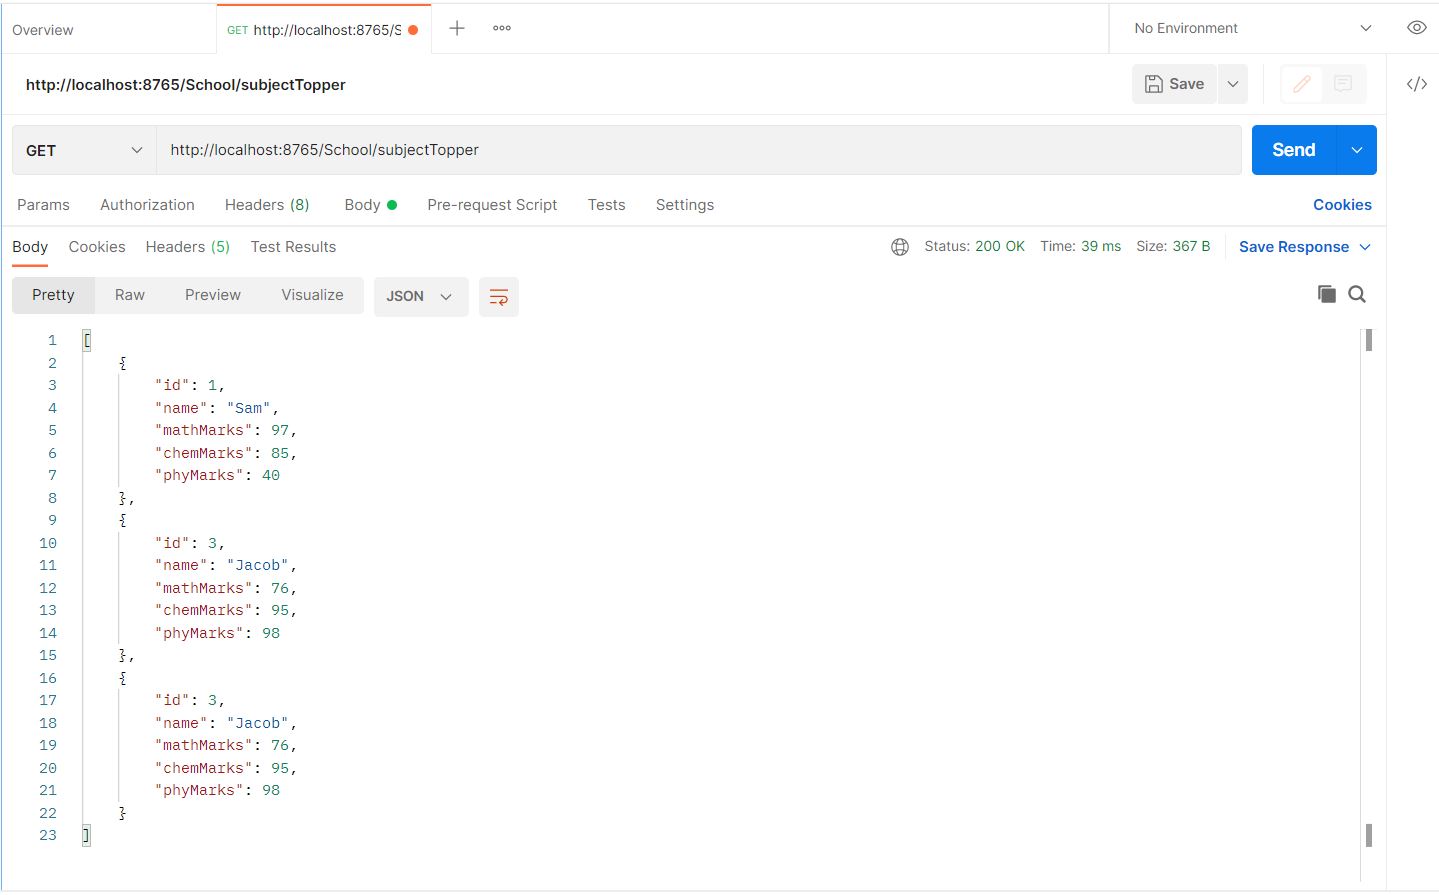 Overview
GET http://localhost:8765/S
No Environment
http://localhost:8765/School/subjectTopper
Save
GET
http://localhost:8765/School/subjectTopper
Send
Params Authorization Headers (8) Body Pre-request Script Tests Settings Cookies
Body Cookies Headers (5) Test Results Status: 200 OK Time: 39 ms Size: 367 B Save Response
Pretty Raw Preview Visualize JSON
1 [
2 {
3 "id": 1,
4 "name": "Sam",
5 "mathMarks": 97,
6 "chemMarks": 85,
7 "phyMarks": 40
8 },
9 {
10 "id": 3,
11 "name": "Jacob",
12 "mathMarks": 76,
13 "chemMarks": 95,
14 "phyMarks": 98
15 },
16 {
17 "id": 3,
18 "name": "Jacob",
19 "mathMarks": 76,
20 "chemMarks": 95,
21 "phyMarks": 98
22 }
23 ]